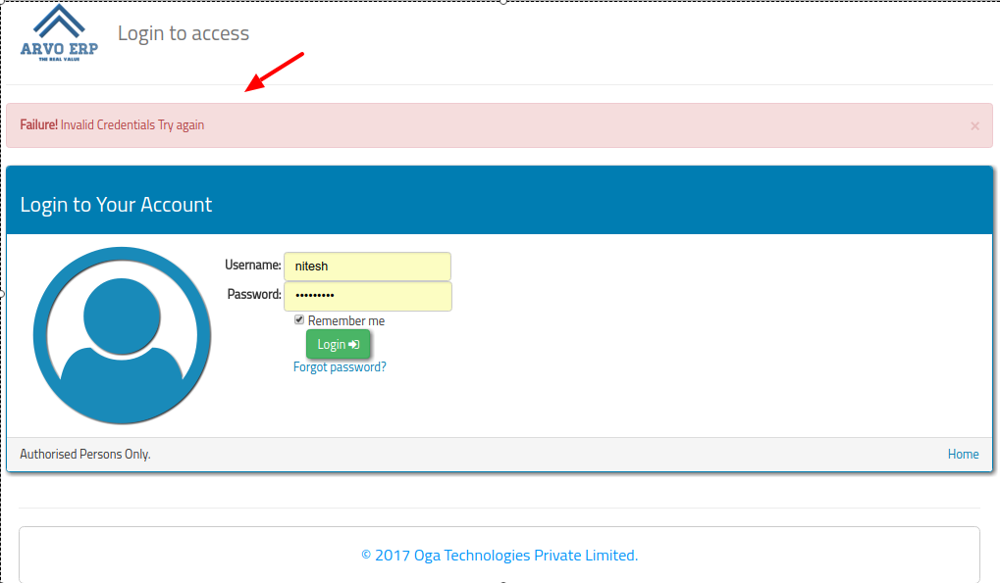 ARVO ERP
THE REAL VALUE
Login to access
Failure! Invalid Credentials Try again
×
Login to Your Account
Username: nitesh
Password: •••••••••
Remember me
Login
Forgot password?
Authorised Persons Only.
Home
© 2017 Oga Technologies Private Limited.